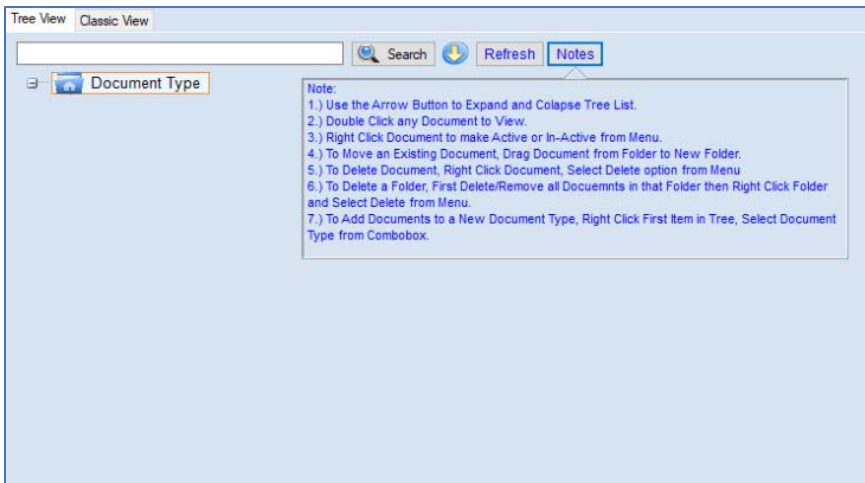 Tree View Classic View
Search Refresh Notes
Document Type
Note:
1.) Use the Arrow Button to Expand and Colapse Tree List.
2.) Double Click any Document to View.
3.) Right Click Document to make Active or In-Active from Menu.
4.) To Move an Existing Document, Drag Document from Folder to New Folder.
5.) To Delete Document, Right Click Document, Select Delete option from Menu
6.) To Delete a Folder, First Delete/Remove all Docuemnts in that Folder then Right Click Folder
and Select Delete from Menu.
7.) To Add Documents to a New Document Type, Right Click First Item in Tree, Select Document
Type from Combobox.